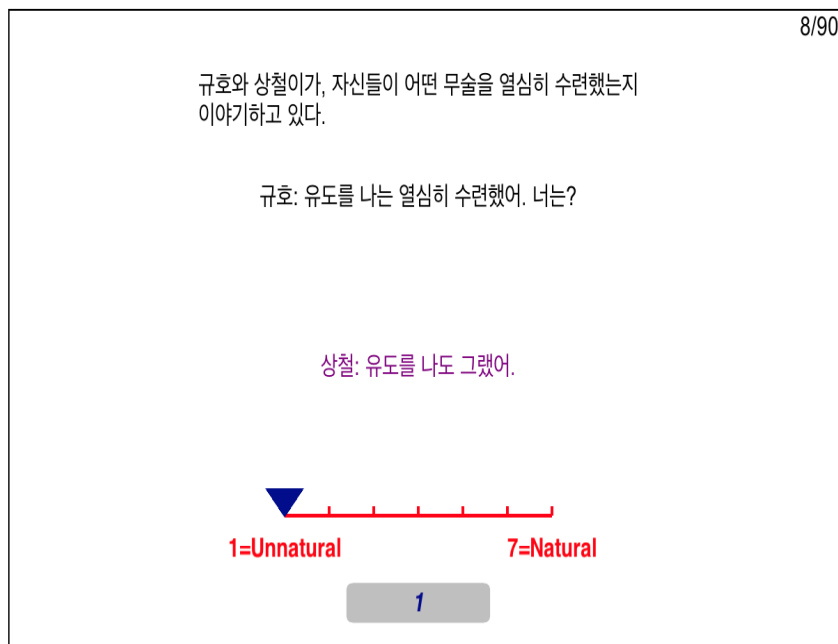 8/90
규호와 상철이가, 자신들이 어떤 무술을 열심히 수련했는지
이야기하고 있다.
규호: 유도를 나는 열심히 수련했어. 너는?
상철: 유도를 나도 그랬어.
1=Unnatural 7=Natural
1